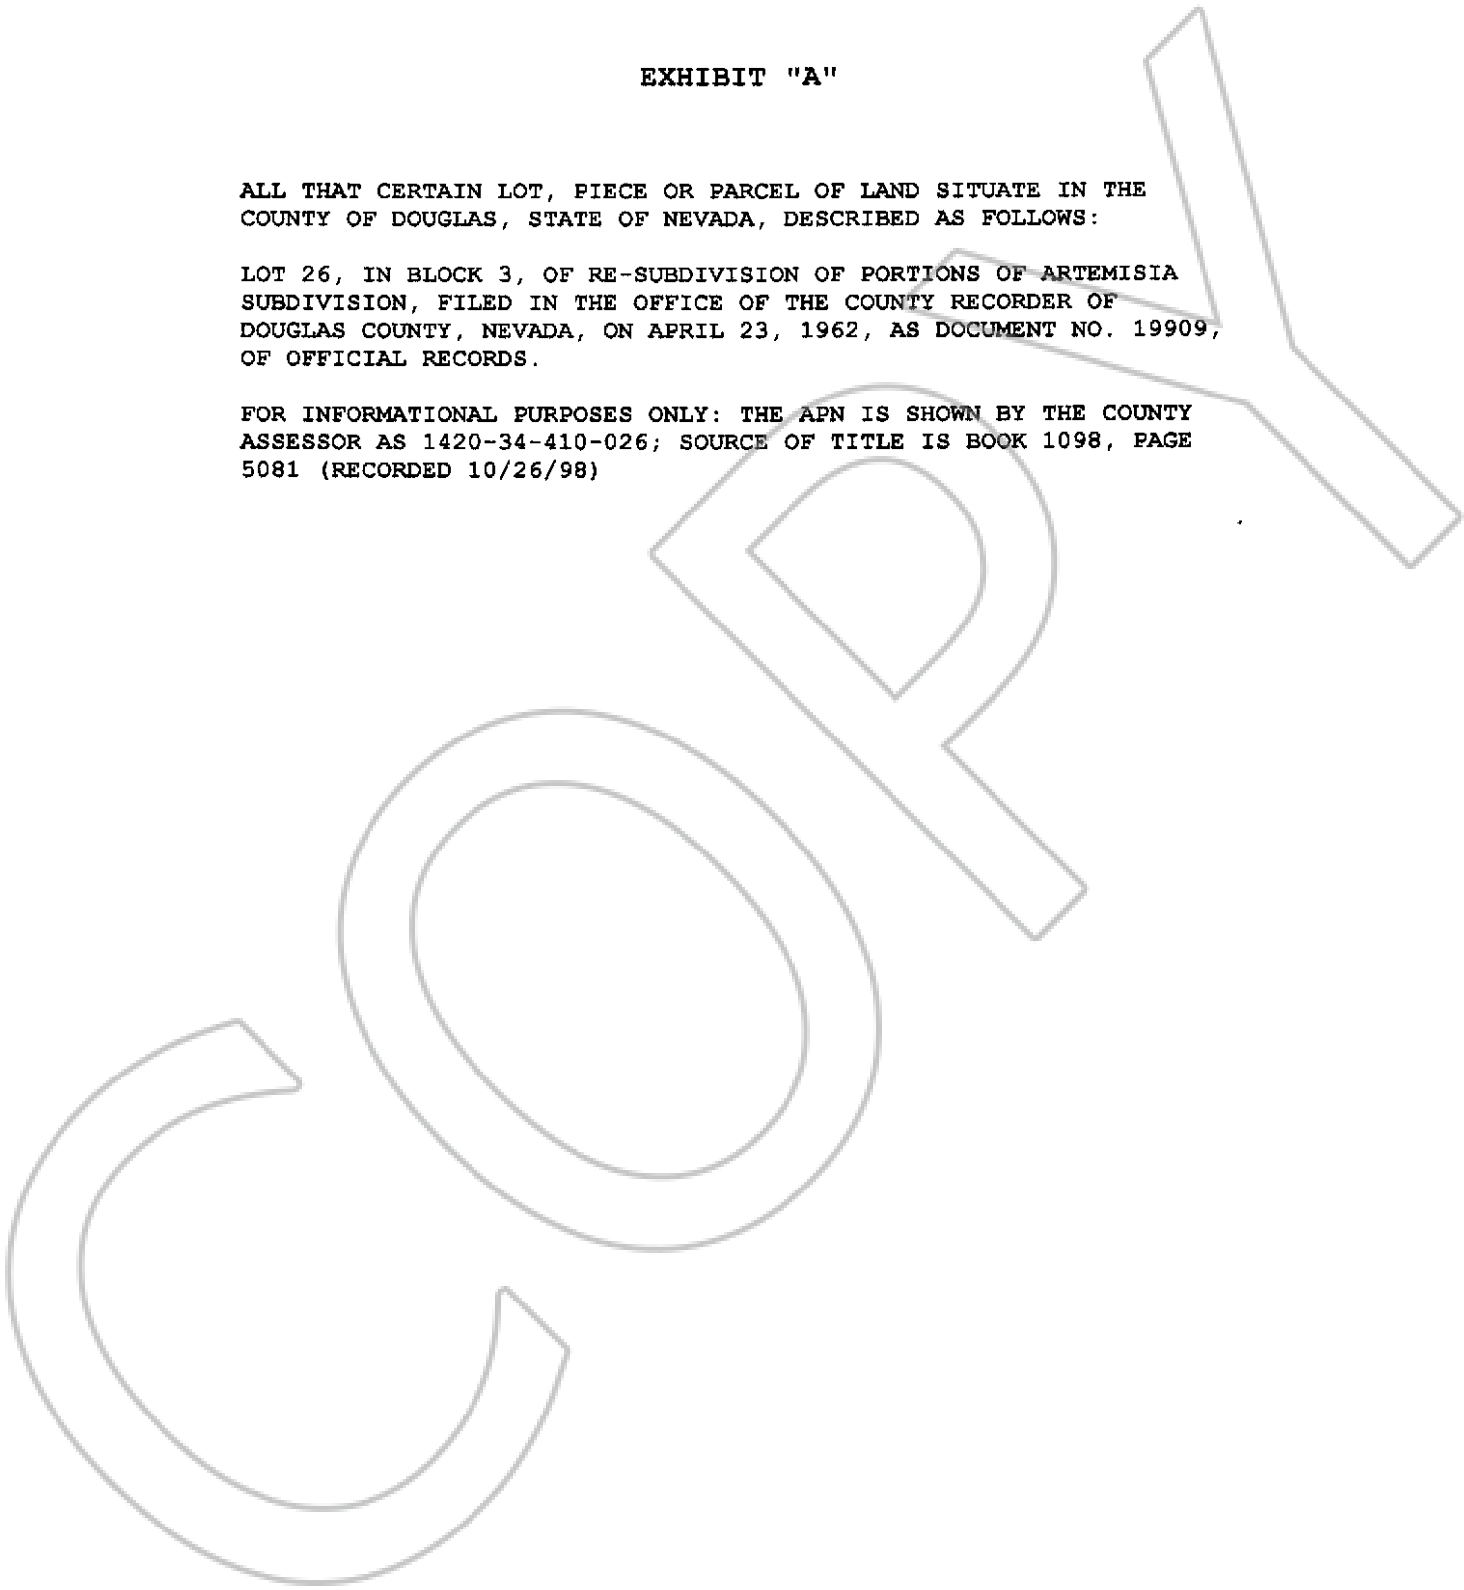 EXHIBIT "A"
ALL THAT CERTAIN LOT, PIECE OR PARCEL OF LAND SITUATE IN THE
COUNTY OF DOUGLAS, STATE OF NEVADA, DESCRIBED AS FOLLOWS:
LOT 26, IN BLOCK 3, OF RE-SUBDIVISION OF PORTIONS OF ARTEMISIA
SUBDIVISION, FILED IN THE OFFICE OF THE COUNTY RECORDER OF
DOUGLAS COUNTY, NEVADA, ON APRIL 23, 1962, AS DOCUMENT NO. 19909,
OF OFFICIAL RECORDS.
FOR INFORMATIONAL PURPOSES ONLY: THE APN IS SHOWN BY THE COUNTY
ASSESSOR AS 1420-34-410-026; SOURCE OF TITLE IS BOOK 1098, PAGE
5081 (RECORDED 10/26/98)
COPY